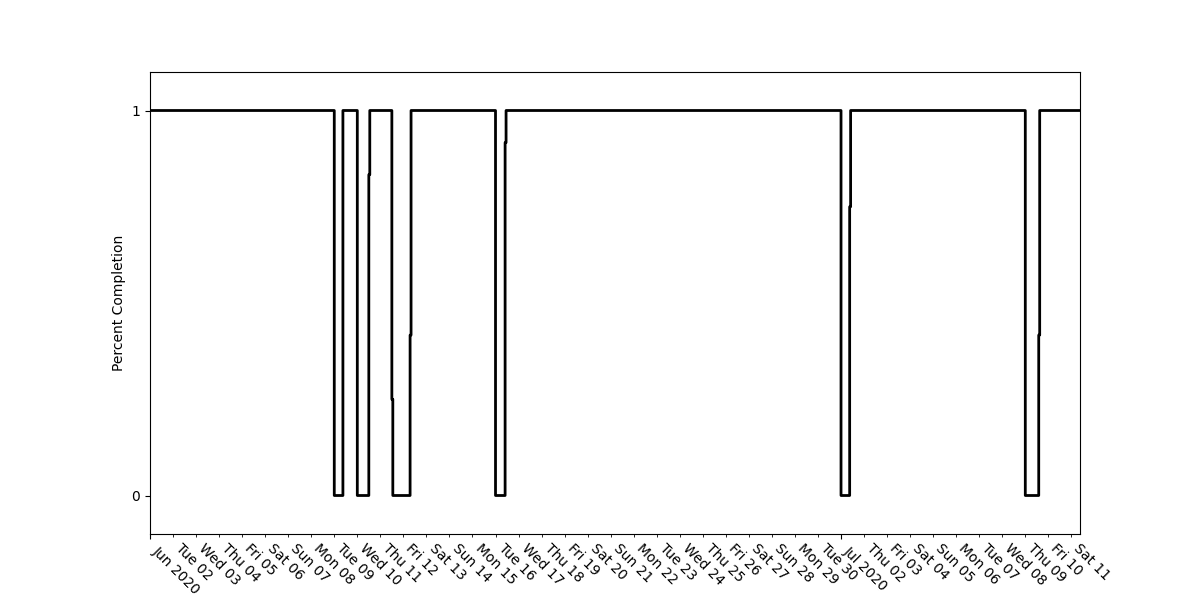 1
Percent Completion
0
Jun 2020
Tue 02
Wed 03
Thu 04
Fri 05
Sat 06
Sun 07
Mon 08
Tue 09
Wed 10
Thu 11
Fri 12
Sat 13
Sun 14
Mon 15
Tue 16
Wed 17
Thu 18
Fri 19
Sat 20
Sun 21
Mon 22
Tue 23
Wed 24
Thu 25
Fri 26
Sat 27
Sun 28
Mon 29
Tue 30
Jul 2020
Thu 02
Fri 03
Sat 04
Sun 05
Mon 06
Tue 07
Wed 08
Thu 09
Fri 10
Sat 11